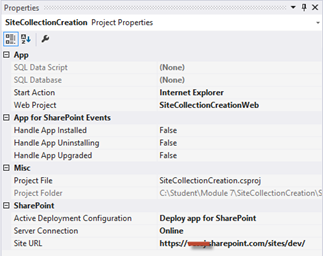 Properties
SiteCollectionCreation Project Properties
App
SQL Data Script (None)
SQL Database (None)
Start Action Internet Explorer
Web Project SiteCollectionCreationWeb
App for SharePoint Events
Handle App Installed False
Handle App Uninstalling False
Handle App Upgraded False
Misc
Project File SiteCollectionCreation.csproj
Project Folder C:\Student\Module 7\SiteCollectionCreation\S
SharePoint
Active Deployment Configuration Deploy app for SharePoint
Server Connection Online
Site URL https:// sharepoint.com/sites/dev/